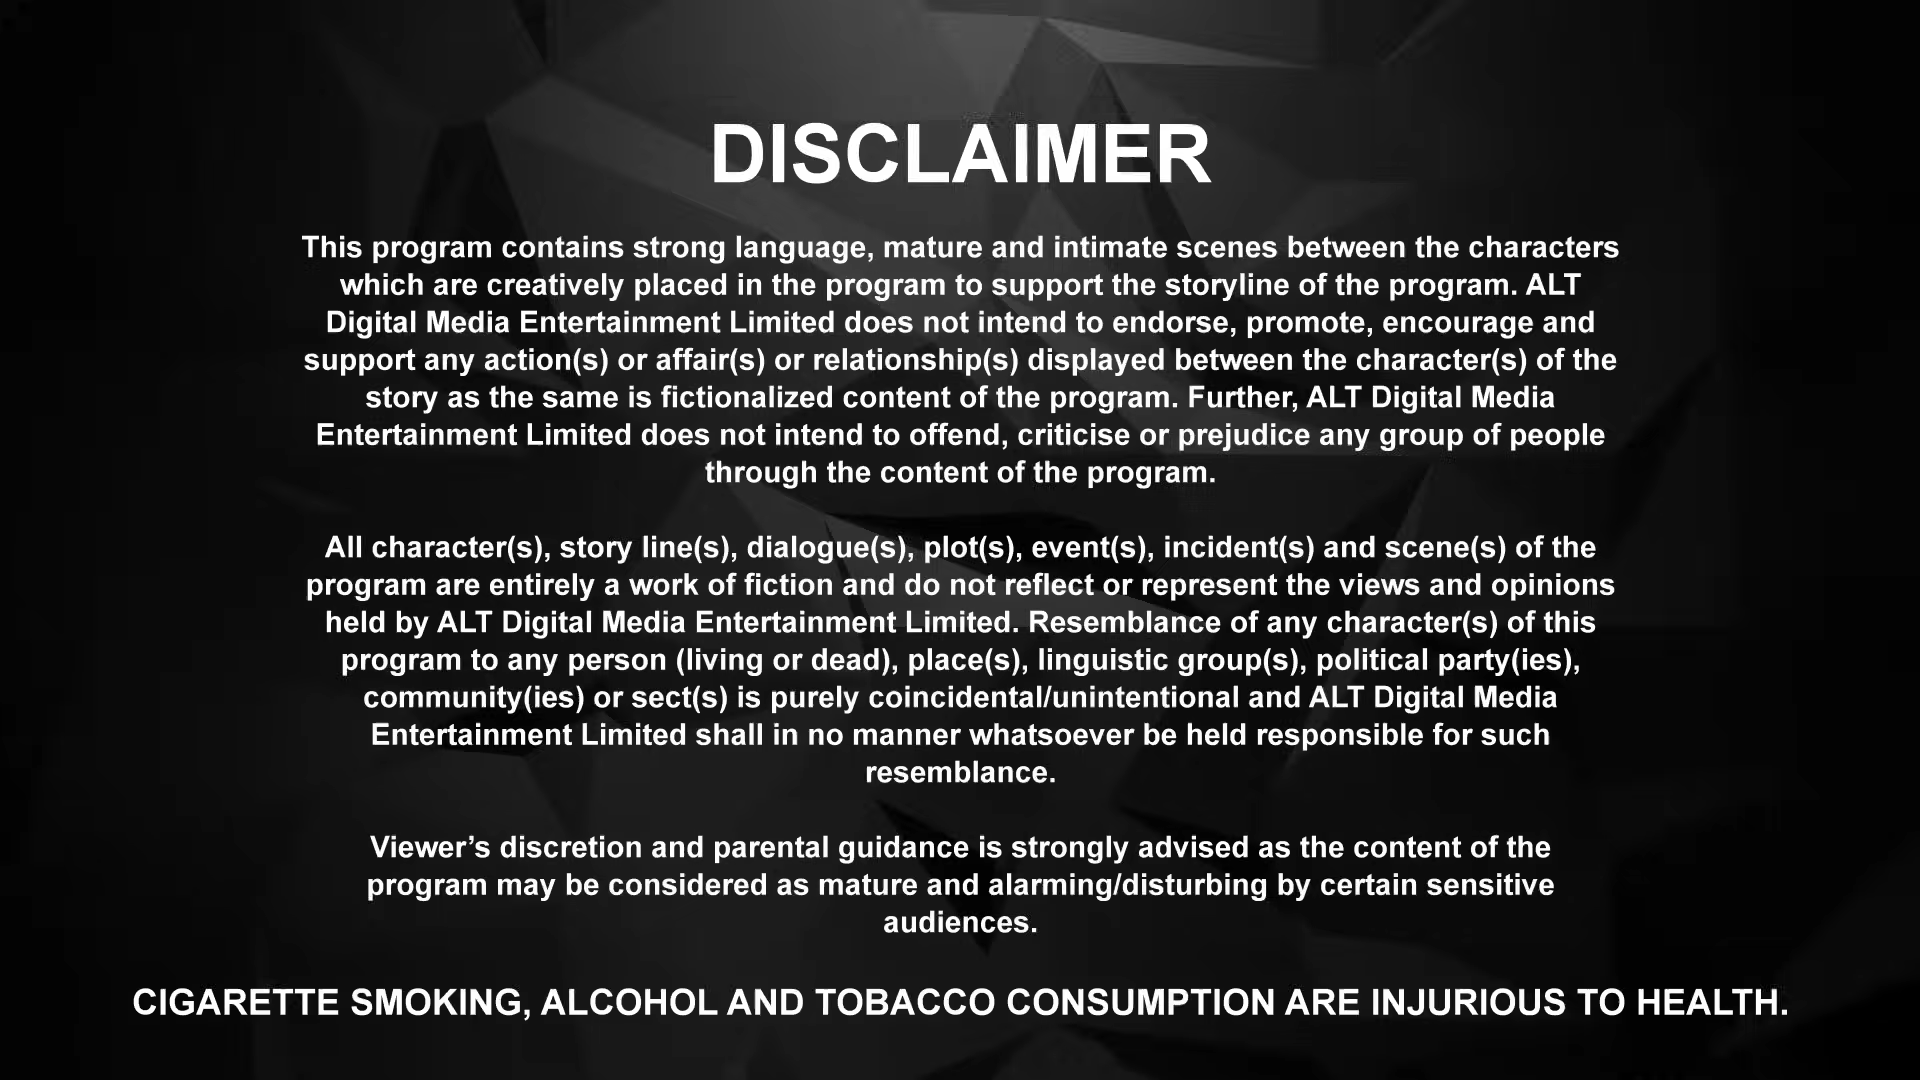 DISCLAIMER
This program contains strong language, mature and intimate scenes between the characters
which are creatively placed in the program to support the storyline of the program. ALT
Digital Media Entertainment Limited does not intend to endorse, promote, encourage and
support any action(s) or affair(s) or relationship(s) displayed between the character(s) of the
story as the same is fictionalized content of the program. Further, ALT Digital Media
Entertainment Limited does not intend to offend, criticise or prejudice any group of people
through the content of the program.
All character(s), story line(s), dialogue(s), plot(s), event(s), incident(s) and scene(s) of the
program are entirely a work of fiction and do not reflect or represent the views and opinions
held by ALT Digital Media Entertainment Limited. Resemblance of any character(s) of this
program to any person (living or dead), place(s), linguistic group(s), political party(ies),
community(ies) or sect(s) is purely coincidental/unintentional and ALT Digital Media
Entertainment Limited shall in no manner whatsoever be held responsible for such
resemblance.
Viewer’s discretion and parental guidance is strongly advised as the content of the
program may be considered as mature and alarming/disturbing by certain sensitive
audiences.
CIGARETTE SMOKING, ALCOHOL AND TOBACCO CONSUMPTION ARE INJURIOUS TO HEALTH.